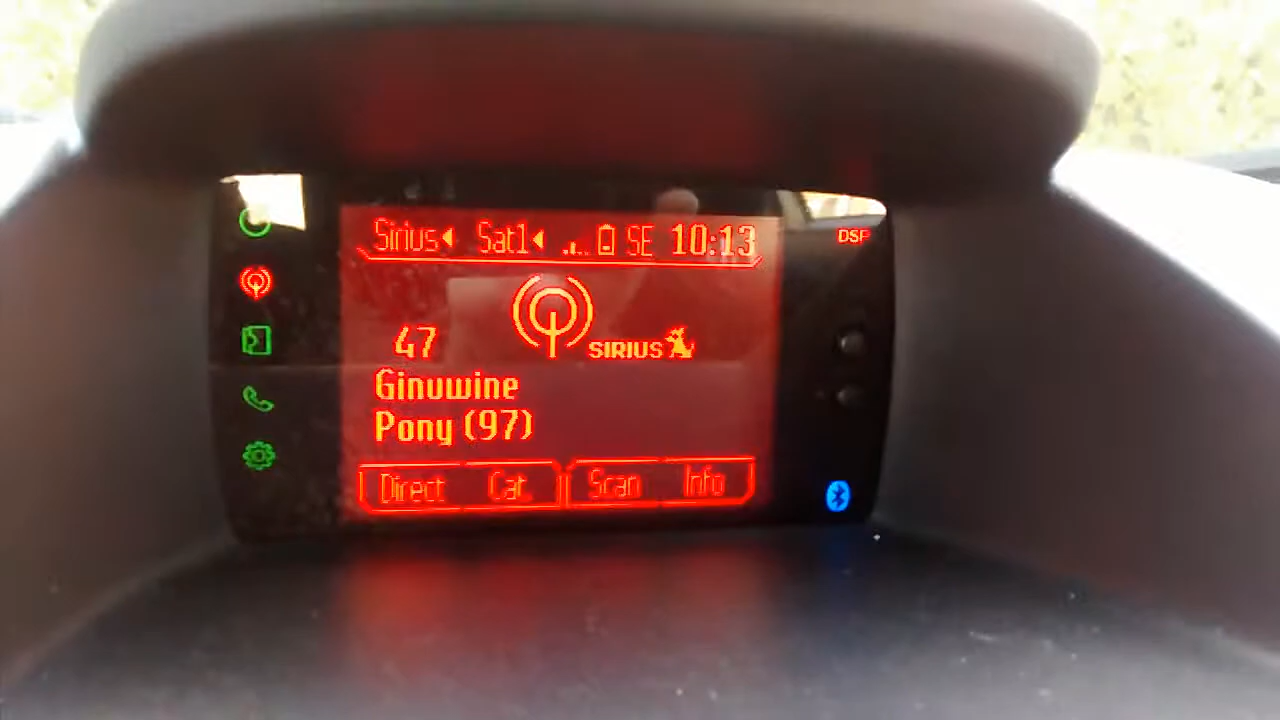 Sirius Sat1 SE 10:13
DSP
47 SIRIUS
Ginuwine
Pony (97)
Direct Cat. Scan Info